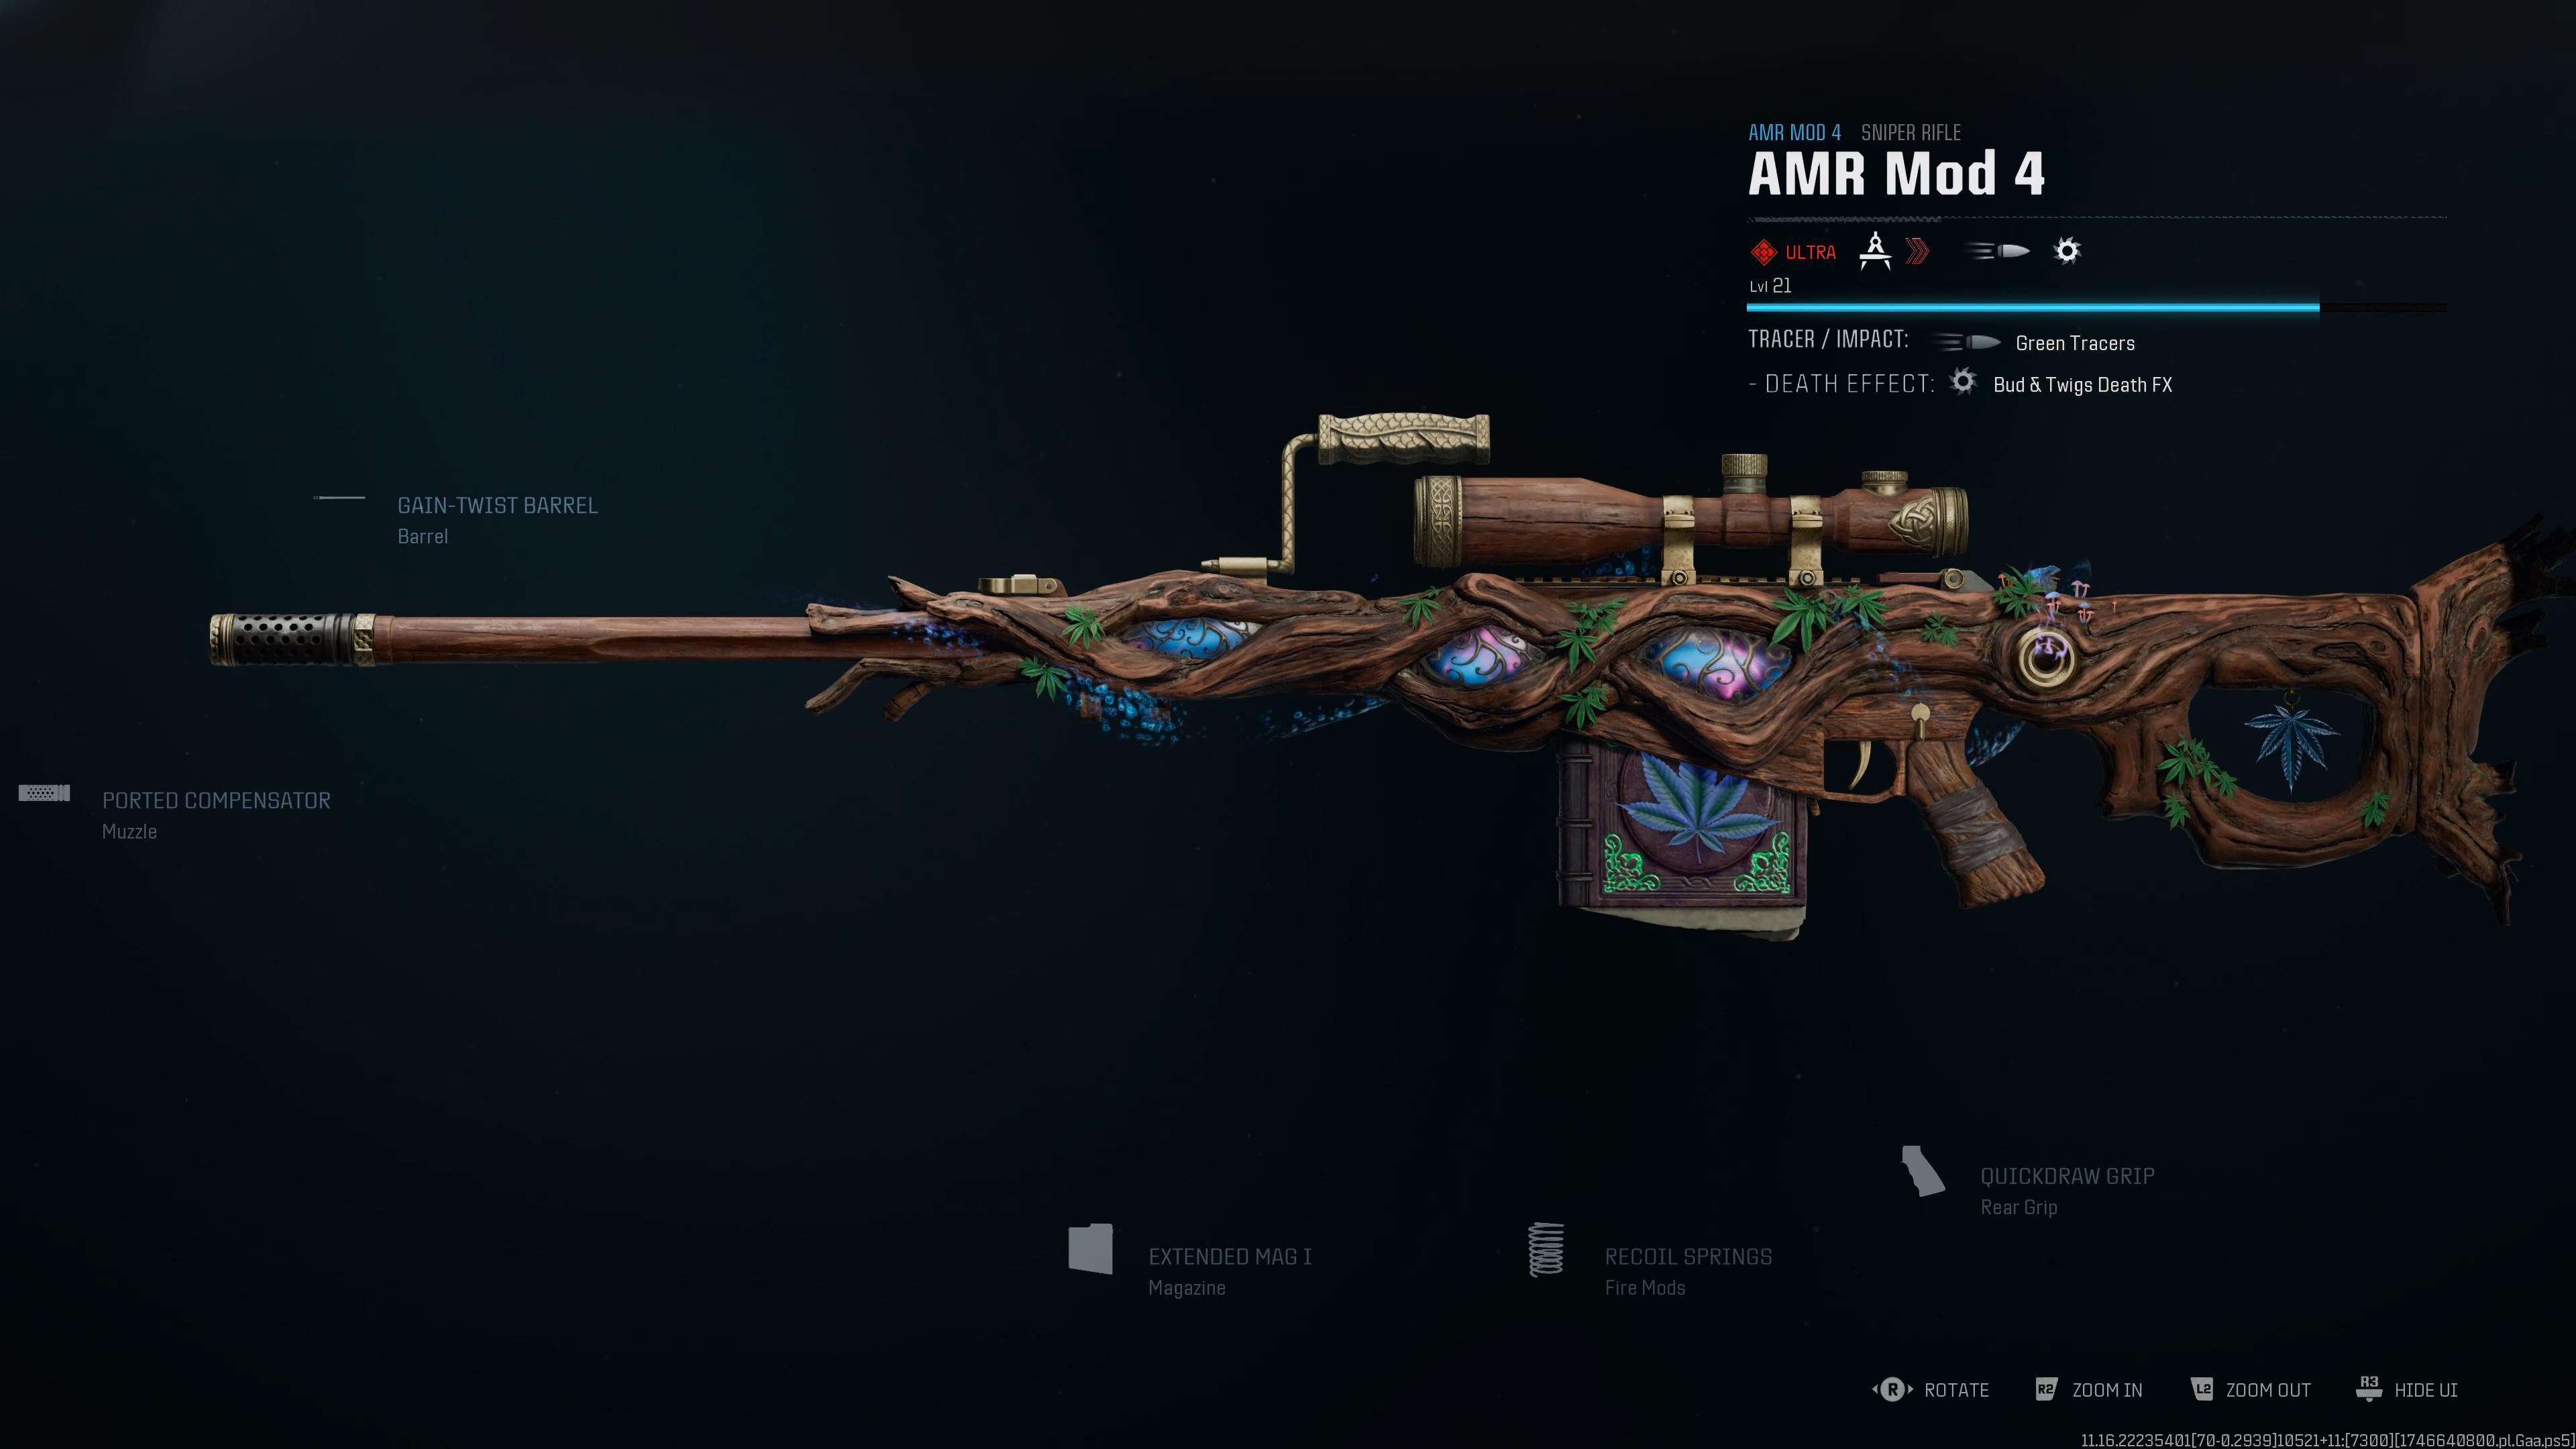 AMR MOD 4 SNIPER RIFLE
AMR Mod 4
ULTRA
Lvl 21
TRACER / IMPACT: Green Tracers
- DEATH EFFECT: Bud & Twigs Death FX
GAIN-TWIST BARREL
Barrel
PORTED COMPENSATOR
Muzzle
QUICKDRAW GRIP
Rear Grip
EXTENDED MAG I
Magazine
RECOIL SPRINGS
Fire Mods
R ROTATE R2 ZOOM IN L2 ZOOM OUT R3 HIDE UI
11.16.22235401[70-0.2939]10521+11:[7300][1746640800.pl.Gaa.ps5]